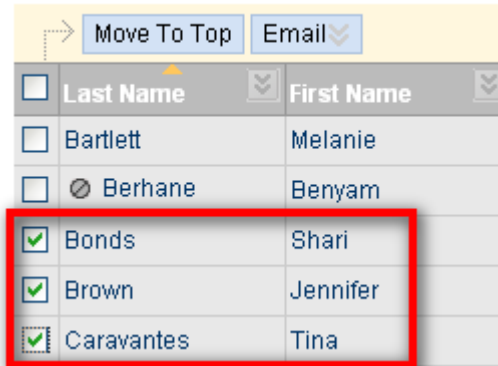 Move To Top Email
Last Name First Name
Bartlett Melanie
Berhane Benyam
Bonds Shari
Brown Jennifer
Caravantes Tina